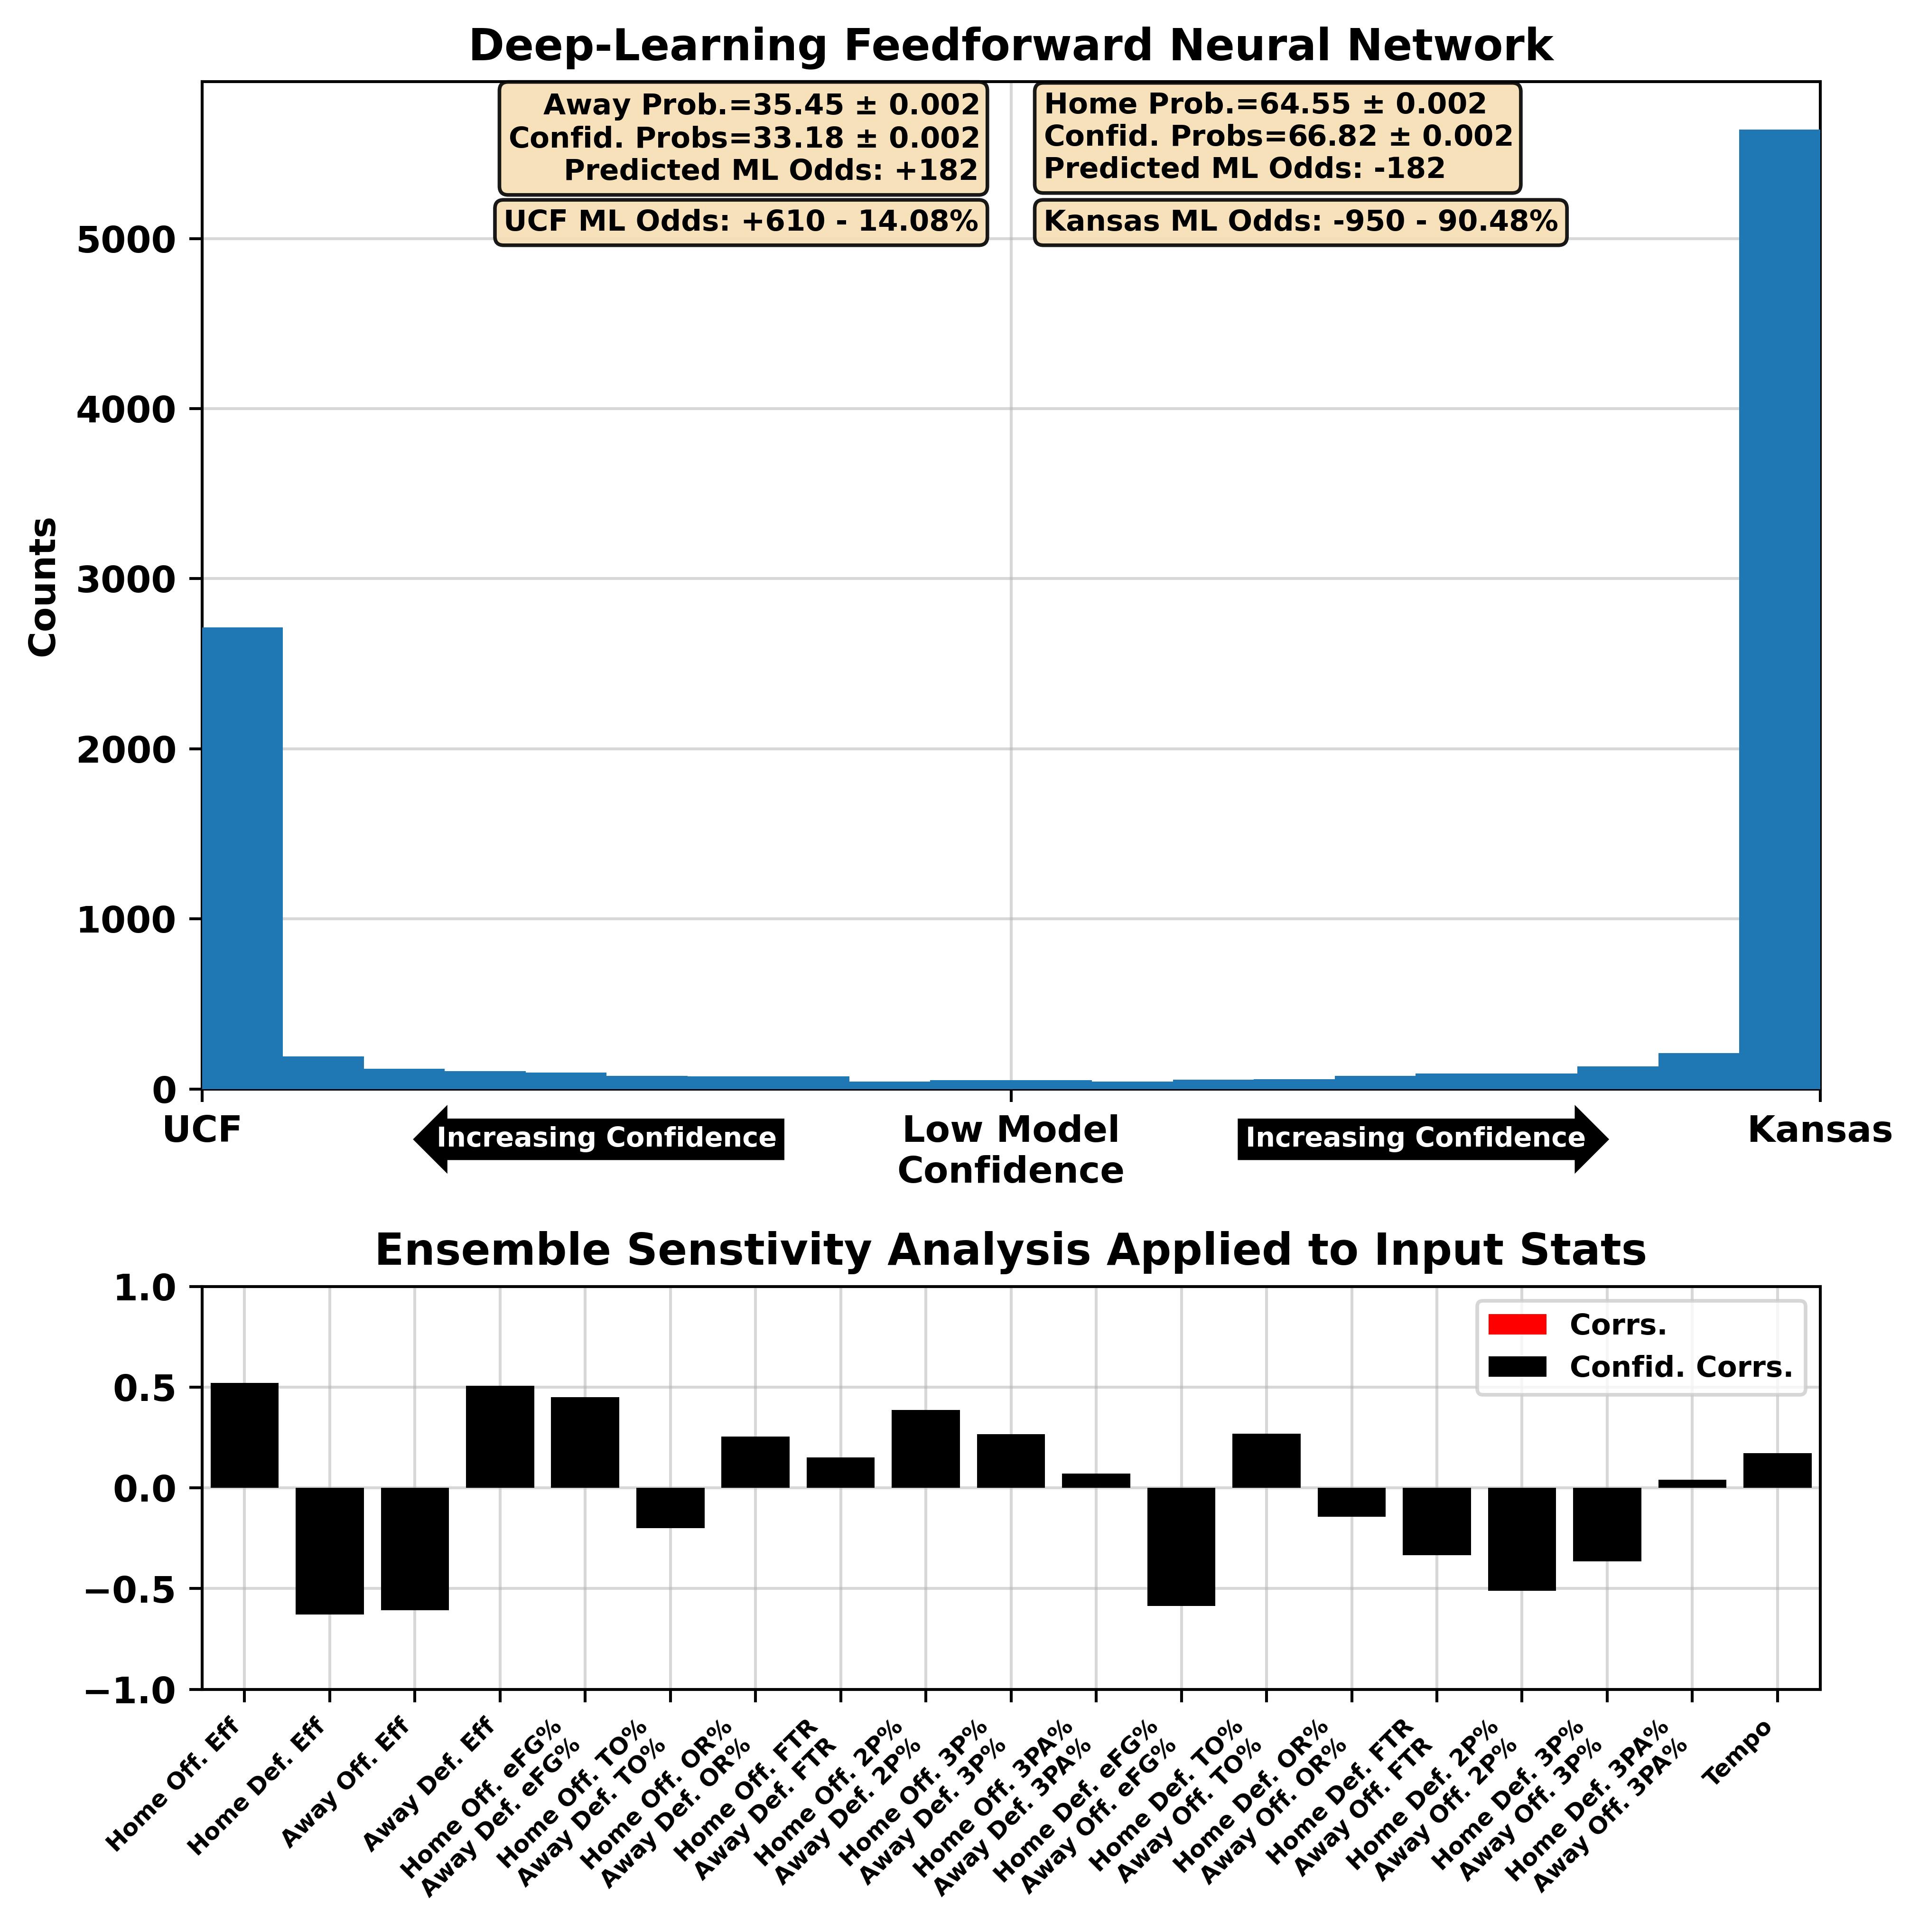 Deep-Learning Feedforward Neural Network
Away Prob.=35.45 ± 0.002
Confid. Probs=33.18 ± 0.002
Predicted ML Odds: +182
UCF ML Odds: +610 - 14.08%
Home Prob.=64.55 ± 0.002
Confid. Probs=66.82 ± 0.002
Predicted ML Odds: -182
Kansas ML Odds: -950 - 90.48%
Counts
5000
4000
3000
2000
1000
0
UCF
Increasing Confidence
Low Model
Confidence
Increasing Confidence
Kansas
Ensemble Senstivity Analysis Applied to Input Stats
Corrs.
Confid. Corrs.
1.0
0.5
0.0
−0.5
−1.0
Home Off. Eff
Home Def. Eff
Away Off. Eff
Away Def. Eff
Home Off. eFG%
Away Def. eFG%
Home Off. TO%
Away Def. TO%
Home Off. OR%
Away Def. OR%
Home Off. FTR
Away Def. FTR
Home Off. 2P%
Away Def. 2P%
Home Off. 3P%
Away Def. 3P%
Home Off. 3PA%
Away Def. 3PA%
Home Def. eFG%
Away Off. eFG%
Home Def. TO%
Away Off. TO%
Home Def. OR%
Away Off. OR%
Home Def. FTR
Away Off. FTR
Home Def. 2P%
Away Off. 2P%
Home Def. 3P%
Away Off. 3P%
Home Def. 3PA%
Away Off. 3PA%
Tempo